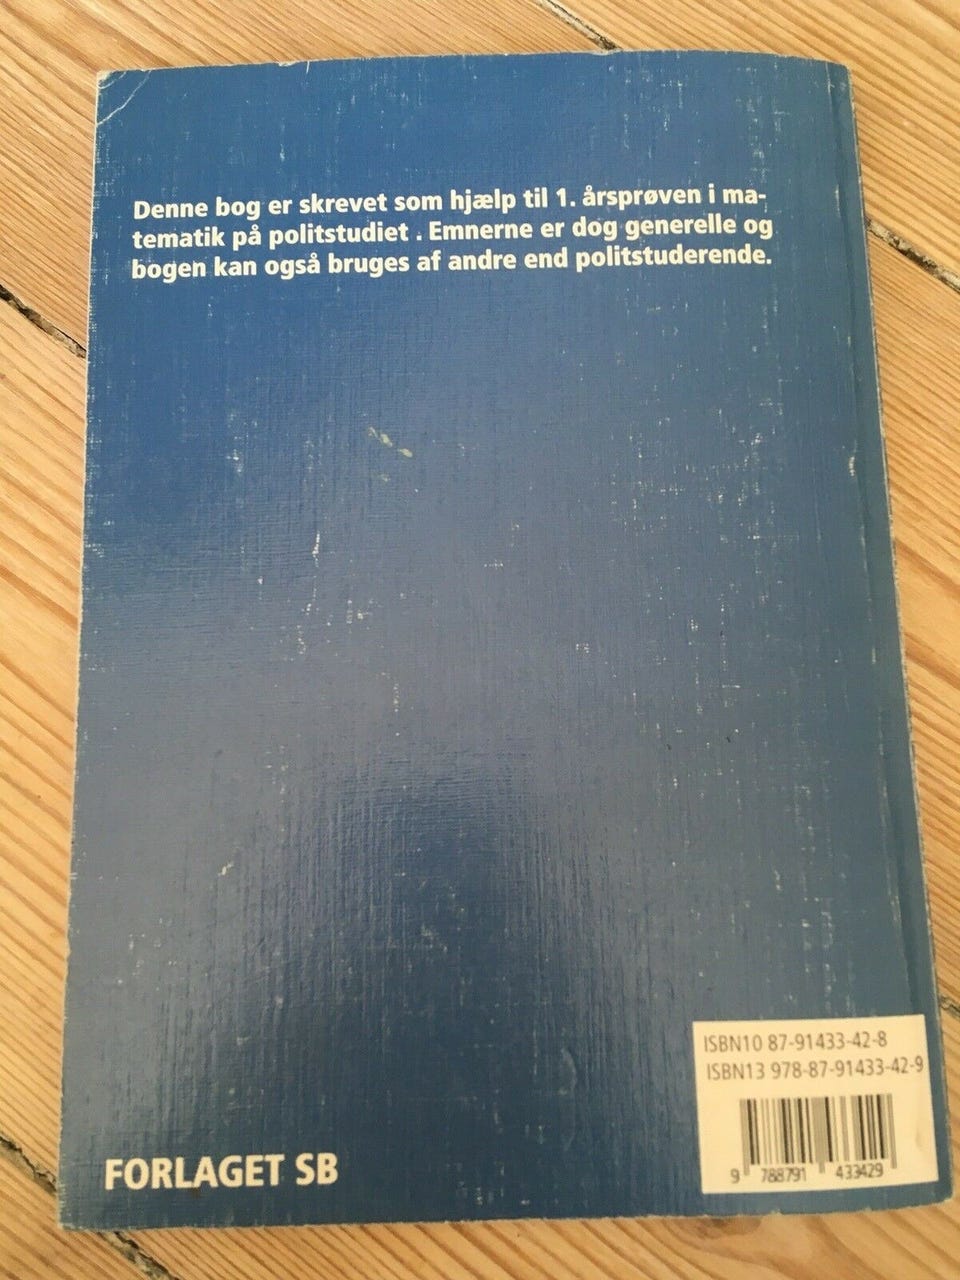 Denne bog er skrevet som hjælp til 1. årsprøven i ma-
tematik på politstudiet . Emnerne er dog generelle og
bogen kan også bruges af andre end politstuderende.
ISBN10 87-91433-42-8
ISBN13 978-87-91433-42-9
9 788791 433429
FORLAGET SB